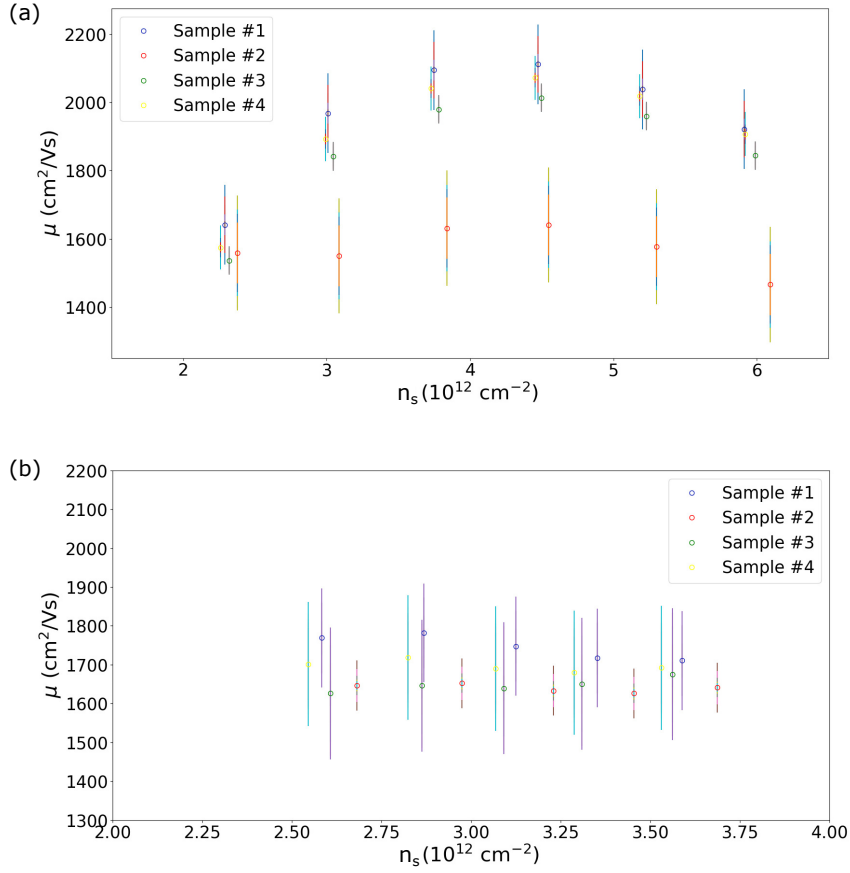 (a)
2200
2000
1800
1600
1400
μ (cm²/Vs)
Sample #1
Sample #2
Sample #3
Sample #4
2 3 4 5 6
nₛ(10¹² cm⁻²)
(b)
2200
2100
2000
1900
1800
1700
1600
1500
1400
1300
μ (cm²/Vs)
Sample #1
Sample #2
Sample #3
Sample #4
2.00 2.25 2.50 2.75 3.00 3.25 3.50 3.75 4.00
nₛ(10¹² cm⁻²)